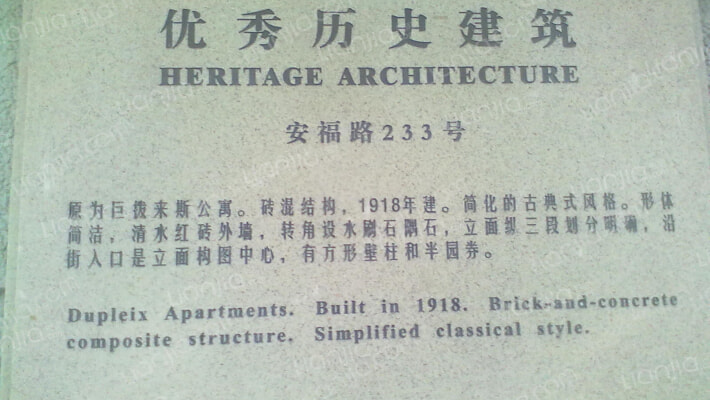 优秀历史建筑
HERITAGE ARCHITECTURE
安福路233号
原为巨拨来斯公寓。砖混结构，1918年建。简化的古典式风格。形体
简洁，清水红砖外墙，转角设水刷石隅石，立面纵三段划分明确，沿
街入口是立面构图中心，有方形壁柱和半园券。
Dupleix Apartments. Built in 1918. Brick-and-concrete
composite structure. Simplified classical style.
lianjia